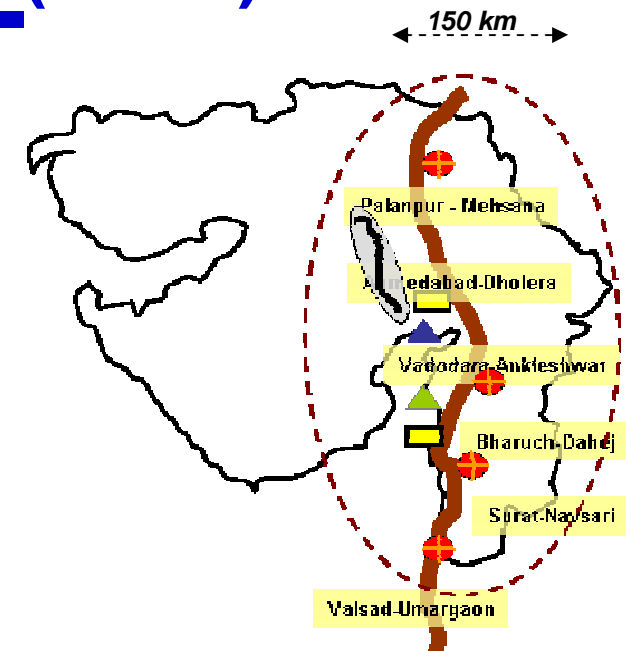 150 km
Palanpur - Mehsana
Ahmedabad-Dholera
Vadodara-Ankleshwar
Bharuch-Dahej
Surat-Navsari
Valsad-Umargaon